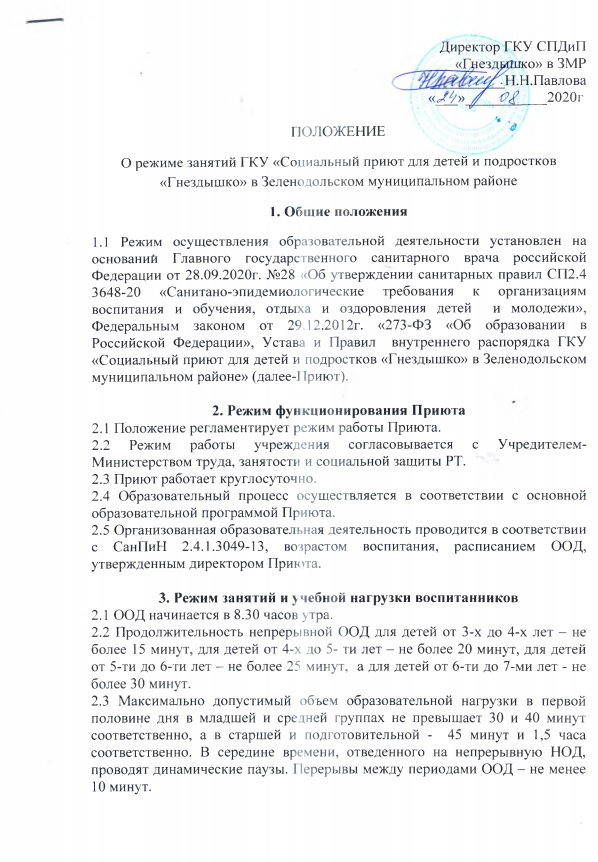 Директор ГКУ СПДиП
«Гнездышко» в ЗМР
Н.Н.Павлова
«24» 08 2020г
ПОЛОЖЕНИЕ
О режиме занятий ГКУ «Социальный приют для детей и подростков
«Гнездышко» в Зеленодольском муниципальном районе
1. Общие положения
1.1 Режим осуществления образовательной деятельности установлен на
оснований Главного государственного санитарного врача российской
Федерации от 28.09.2020г. №28 «Об утверждении санитарных правил СП2.4
3648-20 «Санитано-эпидемиологические требования к организациям
воспитания и обучения, отдыха и оздоровления детей и молодежи»,
Федеральным законом от 29.12.2012г. «273-ФЗ «Об образовании в
Российской Федерации», Устава и Правил внутреннего распорядка ГКУ
«Социальный приют для детей и подростков «Гнездышко» в Зеленодольском
муниципальном районе» (далее-Приют).
2. Режим функционирования Приюта
2.1 Положение регламентирует режим работы Приюта.
2.2 Режим работы учреждения согласовывается с Учредителем-
Министерством труда, занятости и социальной защиты РТ.
2.3 Приют работает круглосуточно.
2.4 Образовательный процесс осуществляется в соответствии с основной
образовательной программой Приюта.
2.5 Организованная образовательная деятельность проводится в соответствии
с СанПиН 2.4.1.3049-13, возрастом воспитания, расписанием ООД,
утвержденным директором Приюта.
3. Режим занятий и учебной нагрузки воспитанников
2.1 ООД начинается в 8.30 часов утра.
2.2 Продолжительность непрерывной ООД для детей от 3-х до 4-х лет – не
более 15 минут, для детей от 4-х до 5- ти лет – не более 20 минут, для детей
от 5-ти до 6-ти лет – не более 25 минут, а для детей от 6-ти до 7-ми лет - не
более 30 минут.
2.3 Максимально допустимый объем образовательной нагрузки в первой
половине дня в младшей и средней группах не превышает 30 и 40 минут
соответственно, а в старшей и подготовительной - 45 минут и 1,5 часа
соответственно. В середине времени, отведенного на непрерывную НОД,
проводят динамические паузы. Перерывы между периодами ООД – не менее
10 минут.